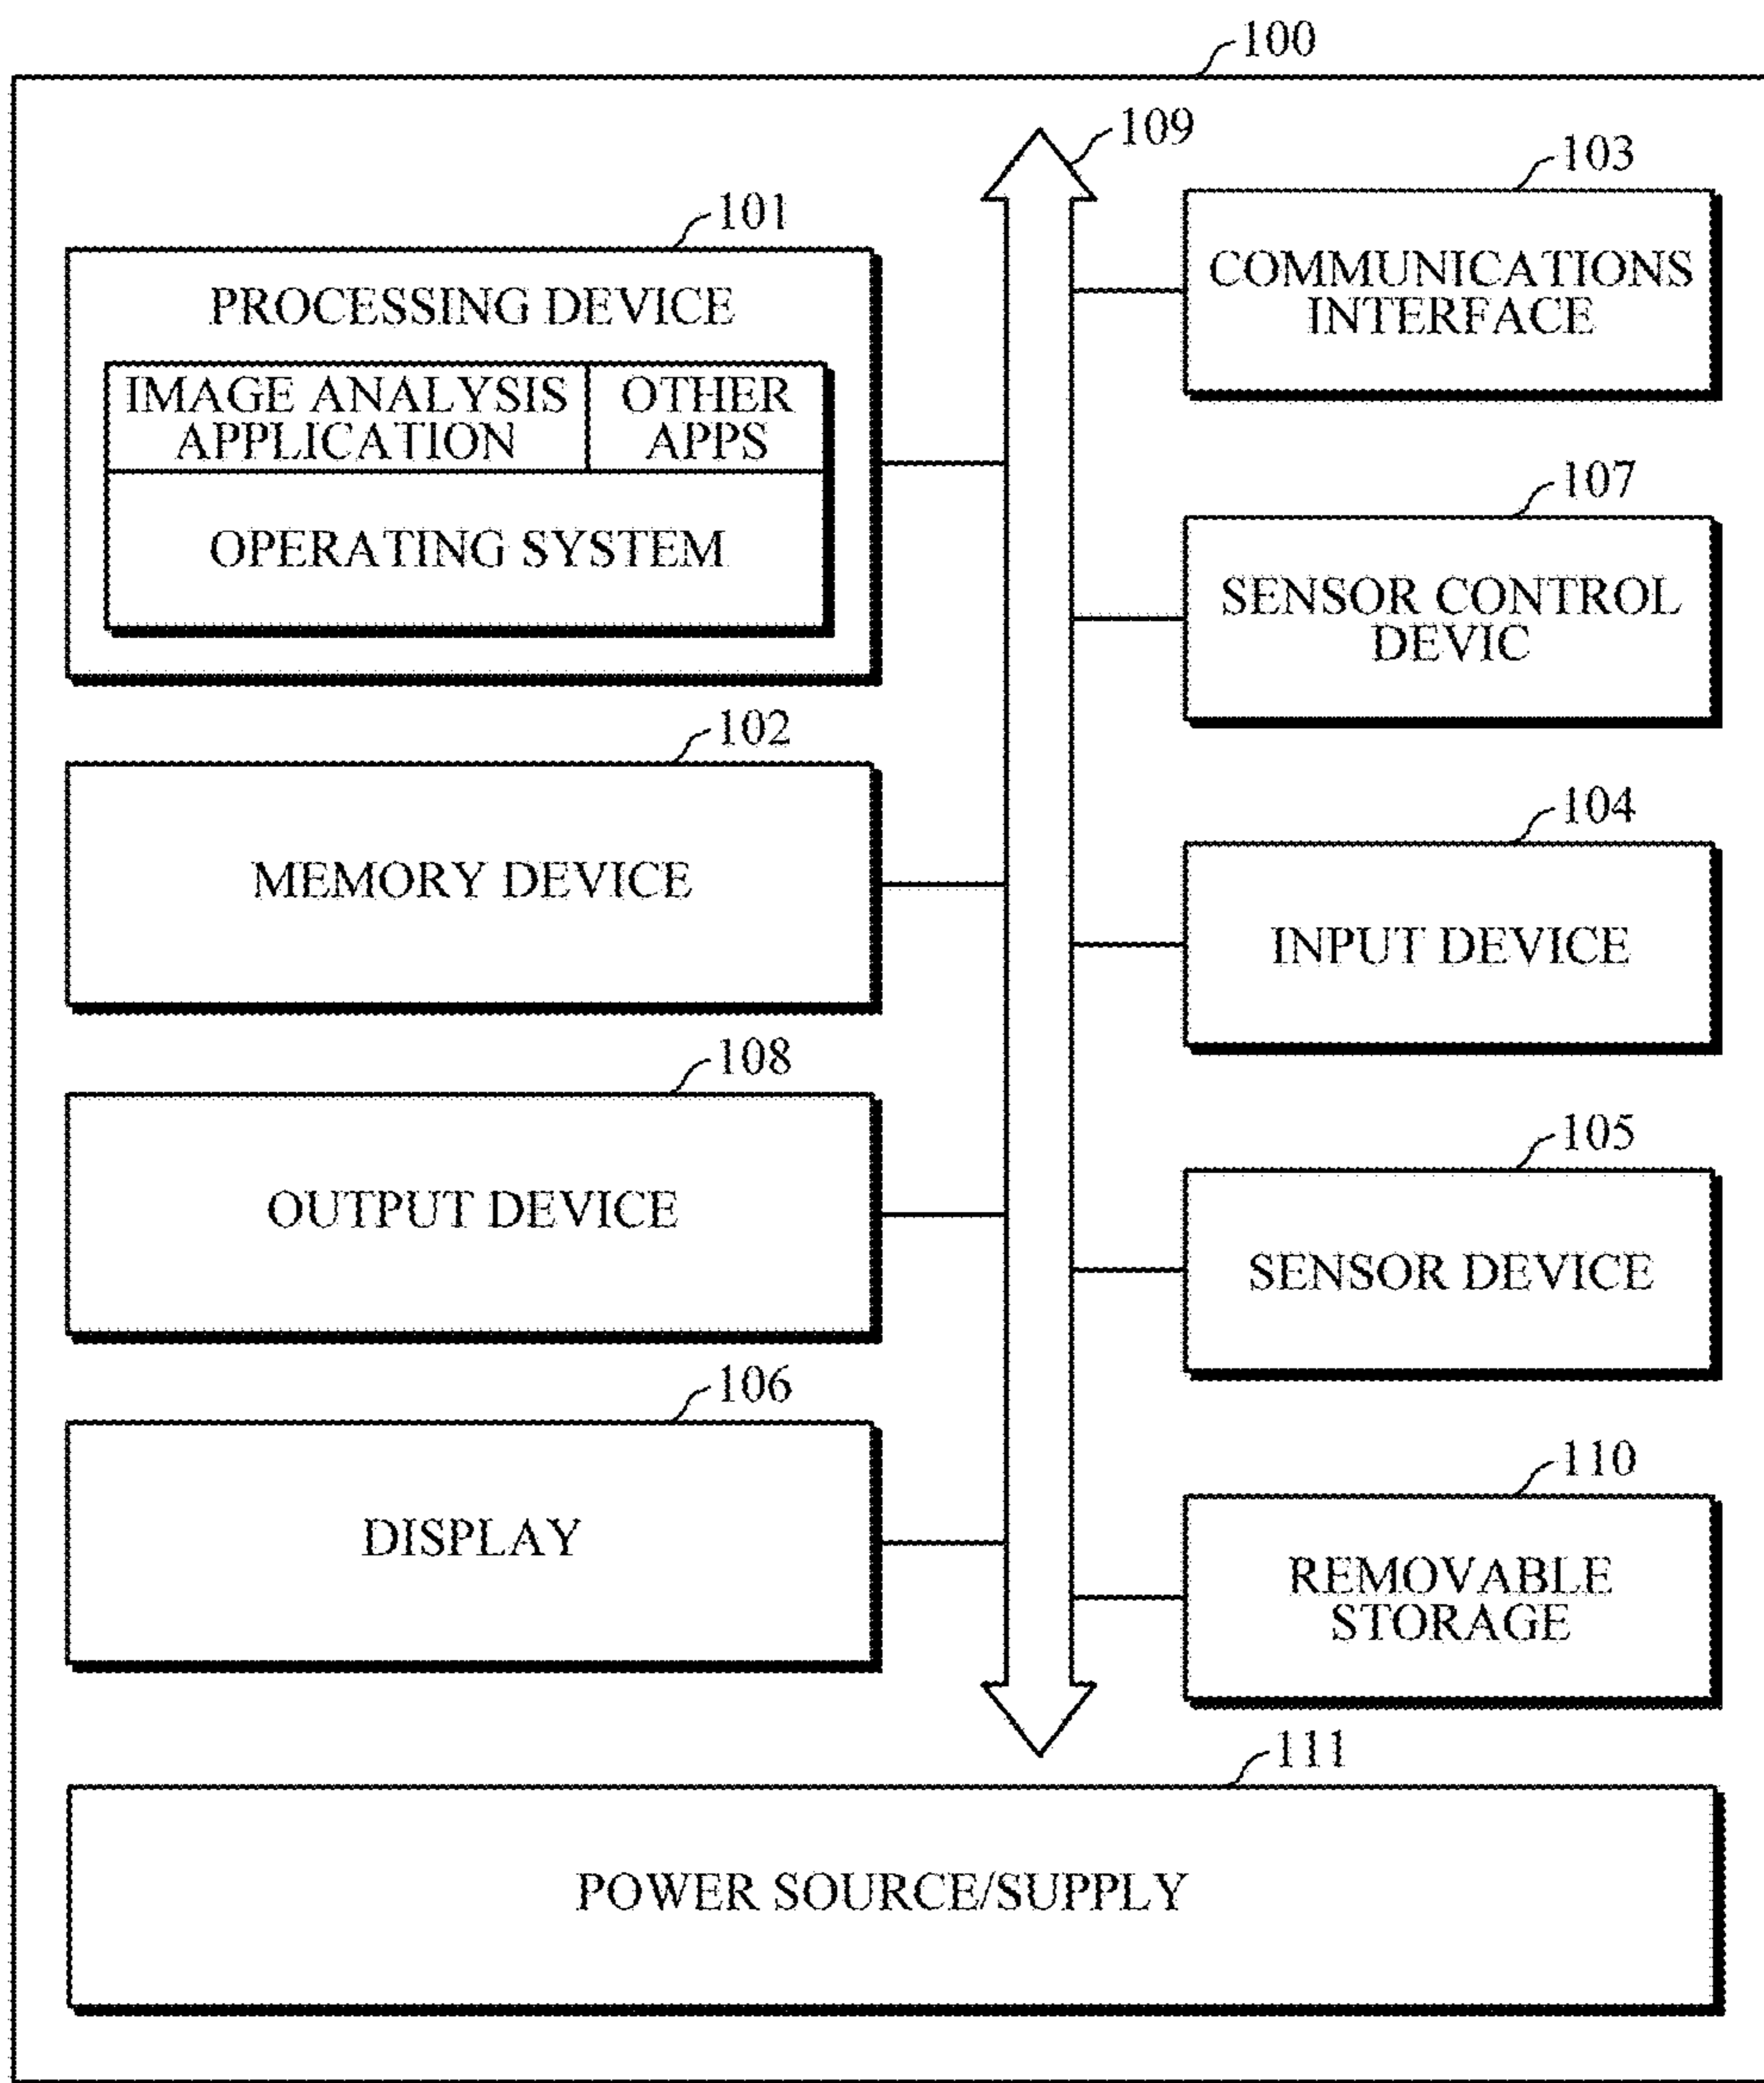 100
109
103
101
COMMUNICATIONS
INTERFACE
PROCESSING DEVICE
IMAGE ANALYSIS
APPLICATION
OTHER
APPS
OPERATING SYSTEM
107
SENSOR CONTROL
DEVIC
102
MEMORY DEVICE
104
INPUT DEVICE
108
OUTPUT DEVICE
105
SENSOR DEVICE
106
DISPLAY
110
REMOVABLE
STORAGE
111
POWER SOURCE/SUPPLY